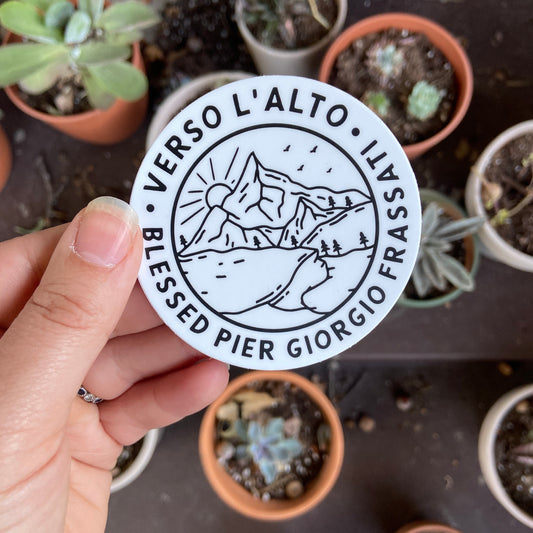 • VERSO L'ALTO •
BLESSED PIER GIORGIO FRASSATI